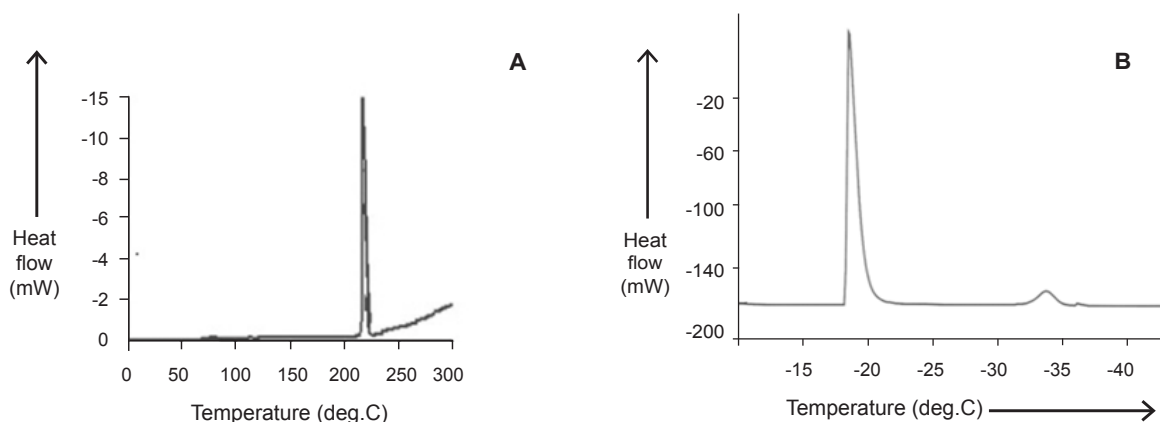 A
-15
-10
-8
-6
-4
-2
0
Heat
flow
(mW)
0 50 100 150 200 250 300
Temperature (deg.C)
B
-20
-60
-100
-140
-200
Heat
flow
(mW)
-15 -20 -25 -30 -35 -40
Temperature (deg.C)